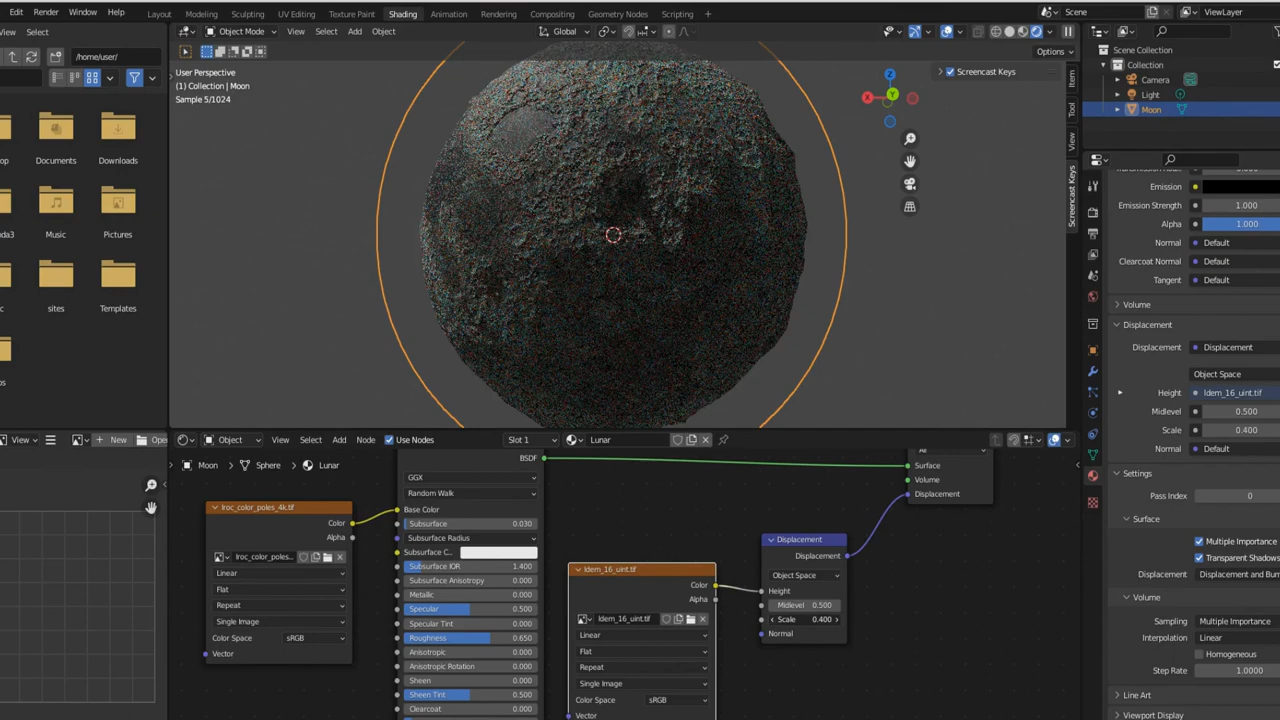 File Edit Render Window Help Layout Modeling Sculpting UV Editing Texture Paint Shading Animation Rendering Compositing Geometry Nodes Scripting + Scene ViewLayer
View Select Object Mode View Select Add Object Global
/home/user/ Options
User Perspective
(1) Collection | Moon
Sample 5/1024
Screencast Keys
Z
X
Y
Item
Tool
View
Screencast Keys
Documents Downloads
Music Pictures
sites Templates
Scene Collection
Collection
Camera
Light
Moon
Emission
Emission Strength 1.000
Alpha 1.000
Normal Default
Clearcoat Normal Default
Tangent Default
Volume
Displacement
Displacement Displacement
Object Space
Height ldem_16_uint.tif
Midlevel 0.500
Scale 0.400
Normal Default
Settings
Pass Index 0
Surface
Multiple Importance
Transparent Shadows
Displacement Displacement and Bum
Volume
Sampling Multiple Importance
Interpolation Linear
Homogeneous
Step Rate 1.0000
Line Art
Viewport Display
View New Open
Object View Select Add Node Use Nodes Slot 1 Lunar
Moon Sphere Lunar
lroc_color_poles_4k.tif
Color
Alpha
lroc_color_poles...
Linear
Flat
Repeat
Single Image
Color Space sRGB
Vector
BSDF
GGX
Random Walk
Base Color
Subsurface 0.030
Subsurface Radius
Subsurface C..
Subsurface IOR 1.400
Subsurface Anisotropy 0.000
Metallic 0.000
Specular 0.500
Specular Tint 0.000
Roughness 0.650
Anisotropic 0.000
Anisotropic Rotation 0.000
Sheen 0.000
Sheen Tint 0.500
Clearcoat 0.000
ldem_16_uint.tif
Color
Alpha
ldem_16_uint.tif
Linear
Flat
Repeat
Single Image
Color Space sRGB
Vector
Displacement
Displacement
Object Space
Height
Midlevel 0.500
Scale 0.400
Normal
All
Surface
Volume
Displacement